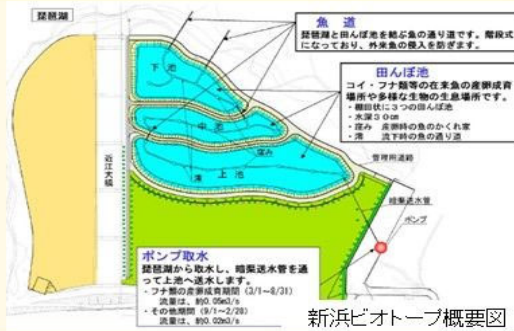 琵琶湖
魚 道
琵琶湖と田んぼ池を結ぶ魚の通り道です。階段式
になっており、外来魚の侵入を防ぎます。
下池
田んぼ池
コイ・フナ類等の在来魚の産卵成育
場所や多様な生物の生息場所です。
・棚田状に3つの田んぼ池
・水深30cm
・窪み 産卵時の魚のかくれ家
・澪 流下時の魚の通り道
中池
窪み
管理用道路
近江大橋
澪
上池
暗渠送水管
ポンプ
ポンプ取水
琵琶湖から取水し、暗渠送水管を通
って上池へ送水します。
・フナ類の産卵成育期間(3/1~8/31)
流量は、約0.05m3/s
・その他期間(9/1~2/28)
流量は、約0.02m3/s
新浜ビオトープ概要図